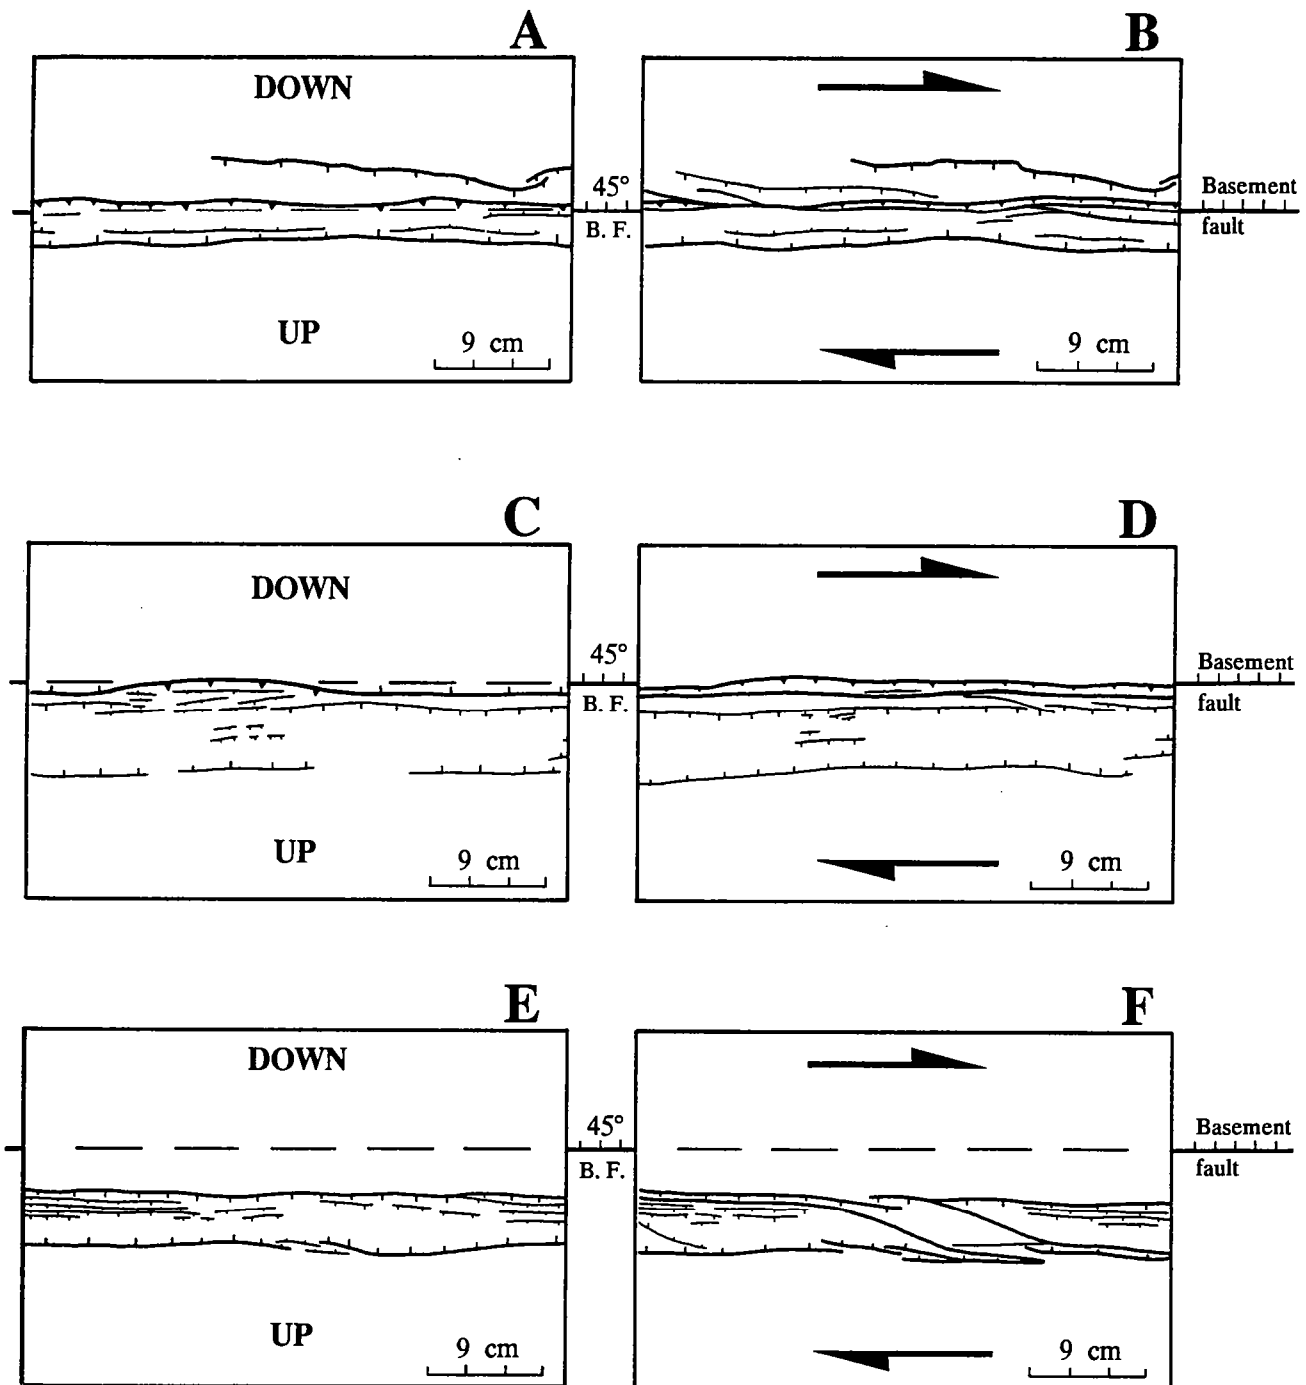 A
B
DOWN
45°
B. F.
Basement
fault
UP
9 cm
9 cm
C
D
DOWN
45°
B. F.
Basement
fault
UP
9 cm
9 cm
E
F
DOWN
45°
B. F.
Basement
fault
UP
9 cm
9 cm